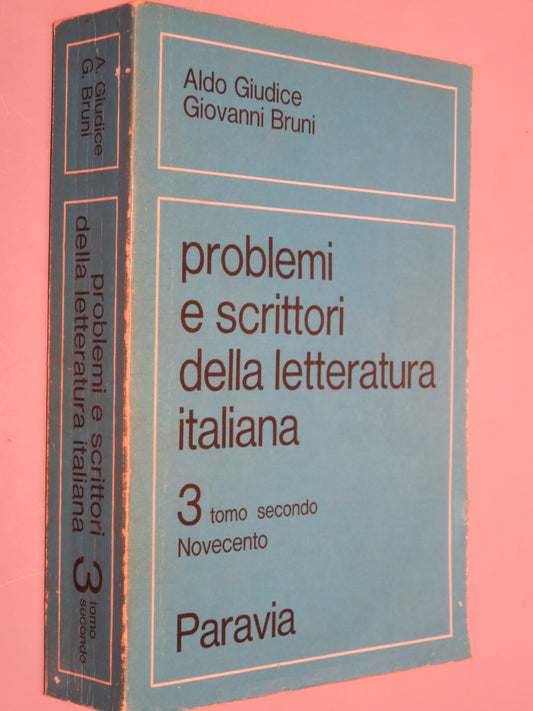 Aldo Giudice
Giovanni Bruni
problemi
e scrittori
della letteratura
italiana
3 tomo secondo
Novecento
Paravia
A. Giudice
G. Bruni
problemi e scrittori
della letteratura italiana
3 tomo
secondo